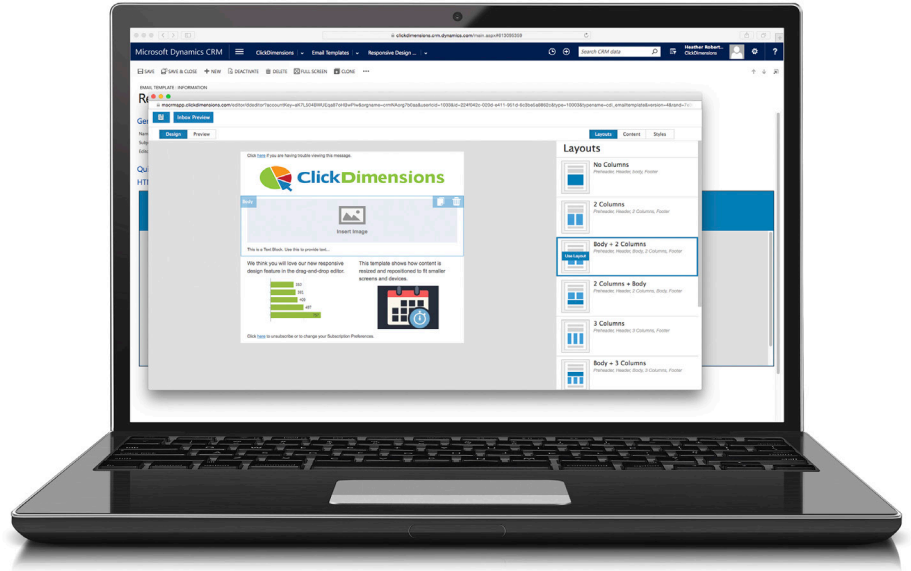 clickdimensions.crm.dynamics.com/main.aspx#613090359
Microsoft Dynamics CRM
ClickDimensions
Email Templates
Responsive Design ...
Search CRM data
Heather Robert...
ClickDimensions
?
SAVE
SAVE & CLOSE
+ NEW
DEACTIVATE
DELETE
FULL SCREEN
CLONE
•••
EMAIL TEMPLATE : INFORMATION
Inbox Preview
Design
Preview
Layouts
Content
Styles
Layouts
No Columns
Preheader, Header, Body, Footer
2 Columns
Preheader, Header, 2 Columns, Footer
Body + 2 Columns
Preheader, Header, Body, 2 Columns, Footer
Use Layout
2 Columns + Body
Preheader, Header, 2 Columns, Body, Footer
3 Columns
Preheader, Header, 3 Columns, Footer
Body + 3 Columns
Preheader, Header, Body, 3 Columns, Footer
Click here if you are having trouble viewing this message.
ClickDimensions
Body
Insert Image
This is a Text Block. Use this to provide text...
We think you will love our new responsive
design feature in the drag-and-drop editor.
This template shows how content is
resized and repositioned to fit smaller
screens and devices.
Click here to unsubscribe or to change your Subscription Preferences.